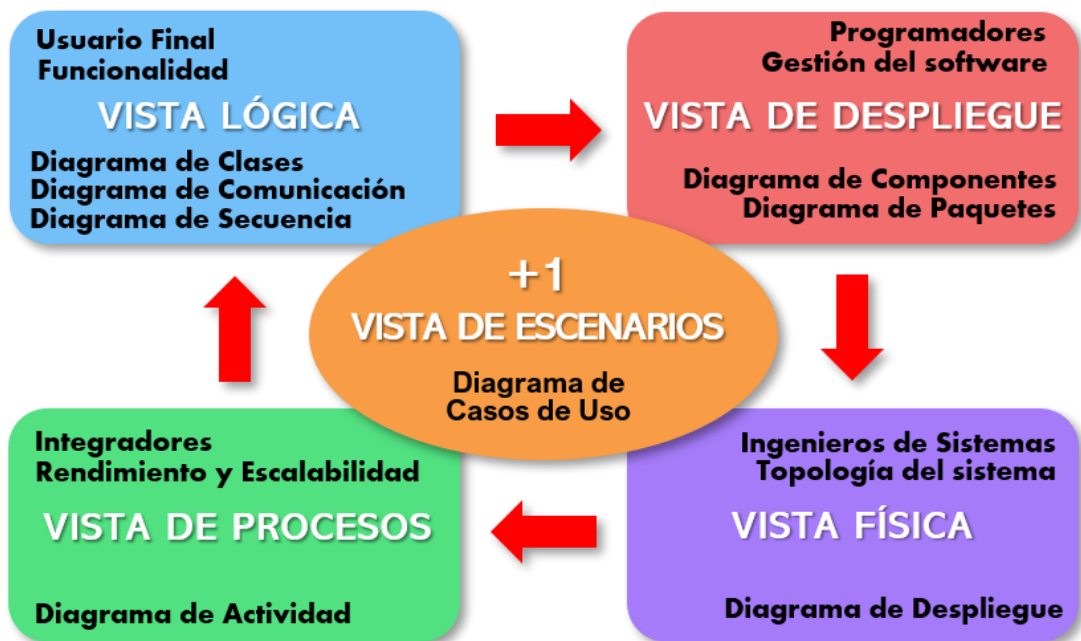 Usuario Final
Funcionalidad
VISTA LÓGICA
Diagrama de Clases
Diagrama de Comunicación
Diagrama de Secuencia
Programadores
Gestión del software
VISTA DE DESPLIEGUE
Diagrama de Componentes
Diagrama de Paquetes
+1
VISTA DE ESCENARIOS
Diagrama de
Casos de Uso
Integradores
Rendimiento y Escalabilidad
VISTA DE PROCESOS
Diagrama de Actividad
Ingenieros de Sistemas
Topología del sistema
VISTA FÍSICA
Diagrama de Despliegue